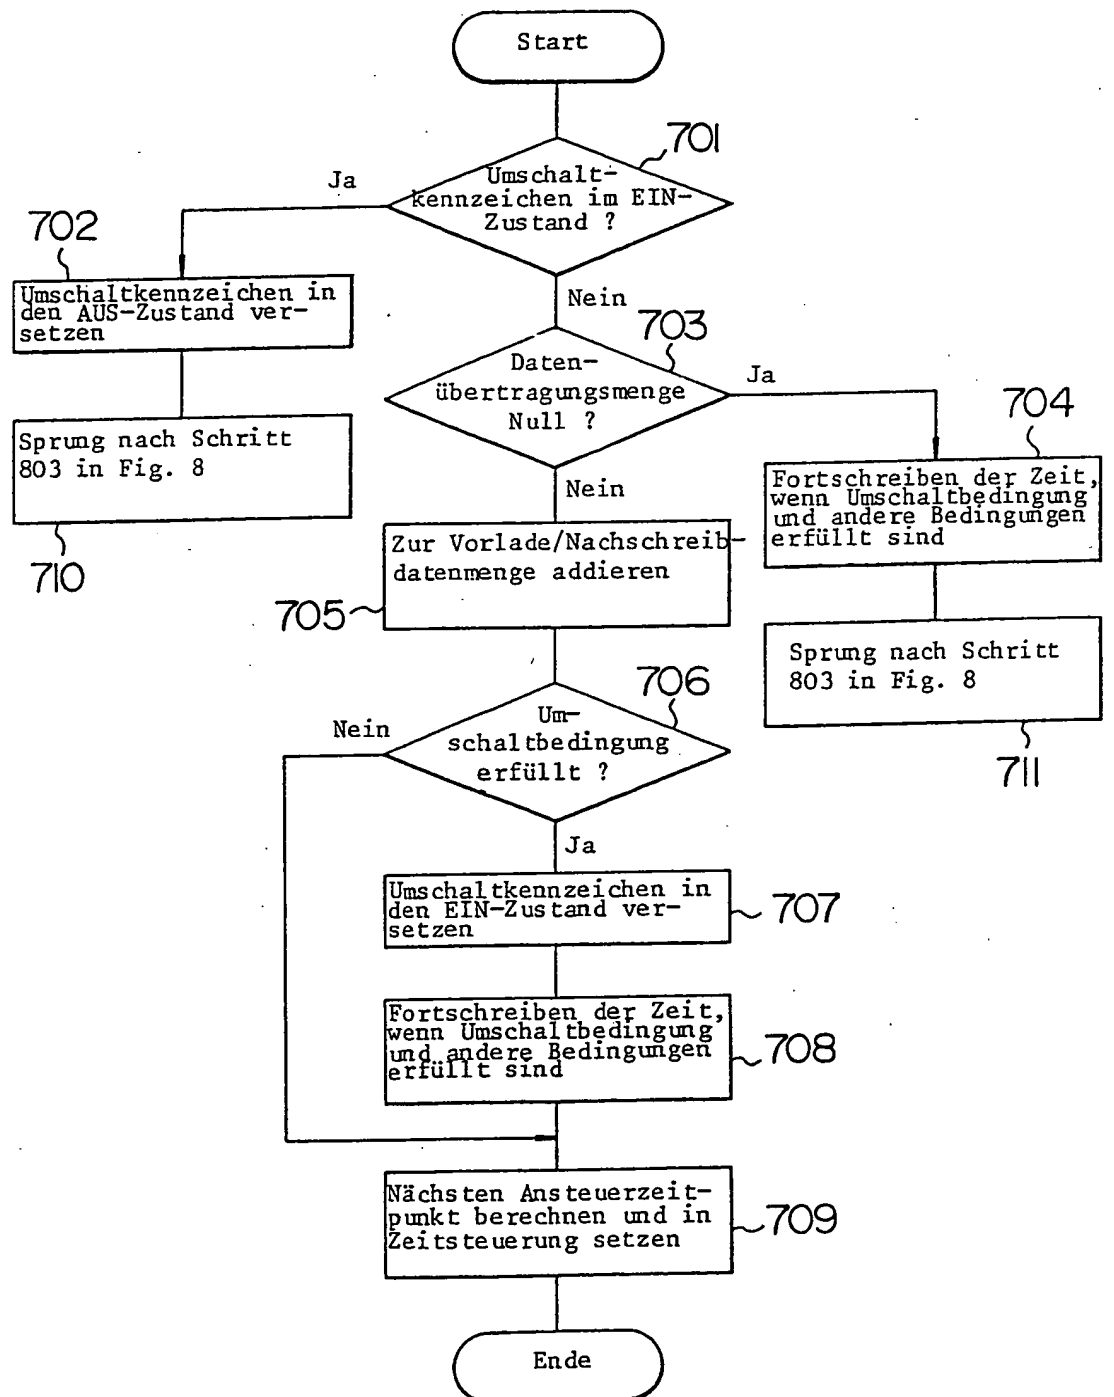 Start
701
Umschalt-
kennzeichen im EIN-
Zustand ?
Ja
Nein
702
Umschaltkennzeichen in
den AUS-Zustand ver-
setzen
Sprung nach Schritt
803 in Fig. 8
710
703
Daten-
übertragungsmenge
Null ?
Ja
Nein
704
Fortschreiben der Zeit,
wenn Umschaltbedingung
und andere Bedingungen
erfüllt sind
Sprung nach Schritt
803 in Fig. 8
711
Zur Vorlade/Nachschreib-
datenmenge addieren
705
706
Um-
schaltbedingung
erfüllt ?
Nein
Ja
Umschaltkennzeichen in
den EIN-Zustand ver-
setzen
707
Fortschreiben der Zeit,
wenn Umschaltbedingung
und andere Bedingungen
erfüllt sind
708
Nächsten Ansteuerzeit-
punkt berechnen und in
Zeitsteuerung setzen
709
Ende